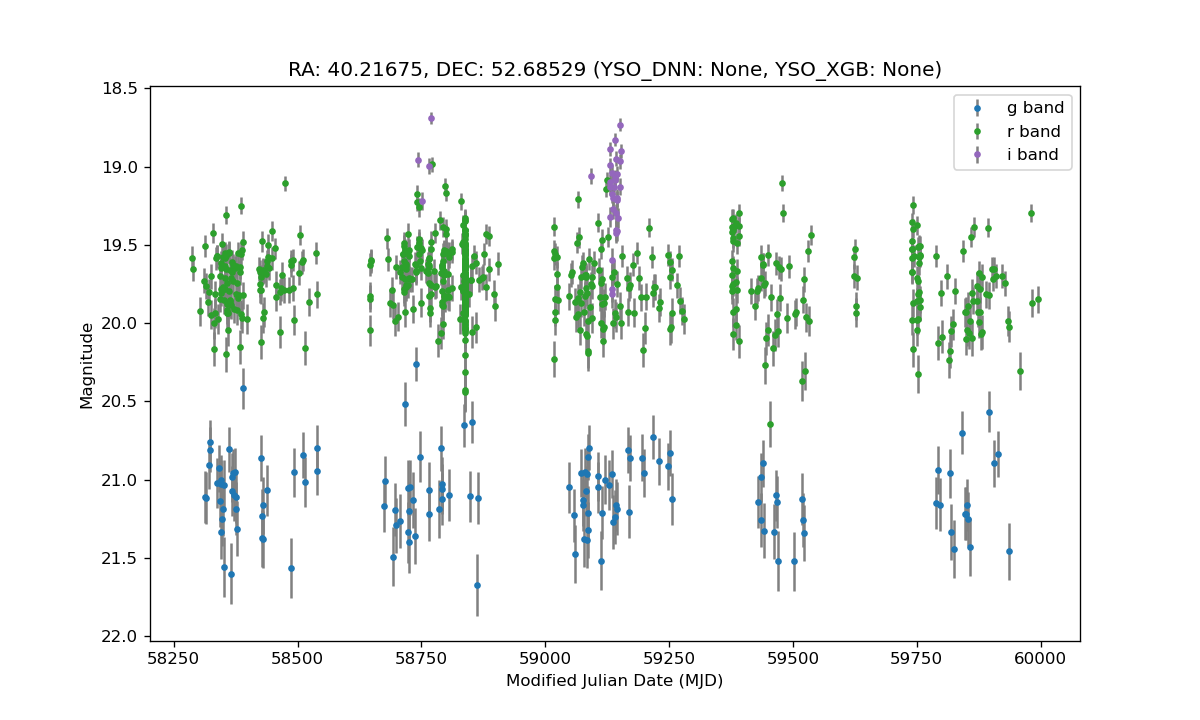 RA: 40.21675, DEC: 52.68529 (YSO_DNN: None, YSO_XGB: None)
g band
r band
i band
18.5
19.0
19.5
20.0
20.5
21.0
21.5
22.0
Magnitude
58250 58500 58750 59000 59250 59500 59750 60000
Modified Julian Date (MJD)